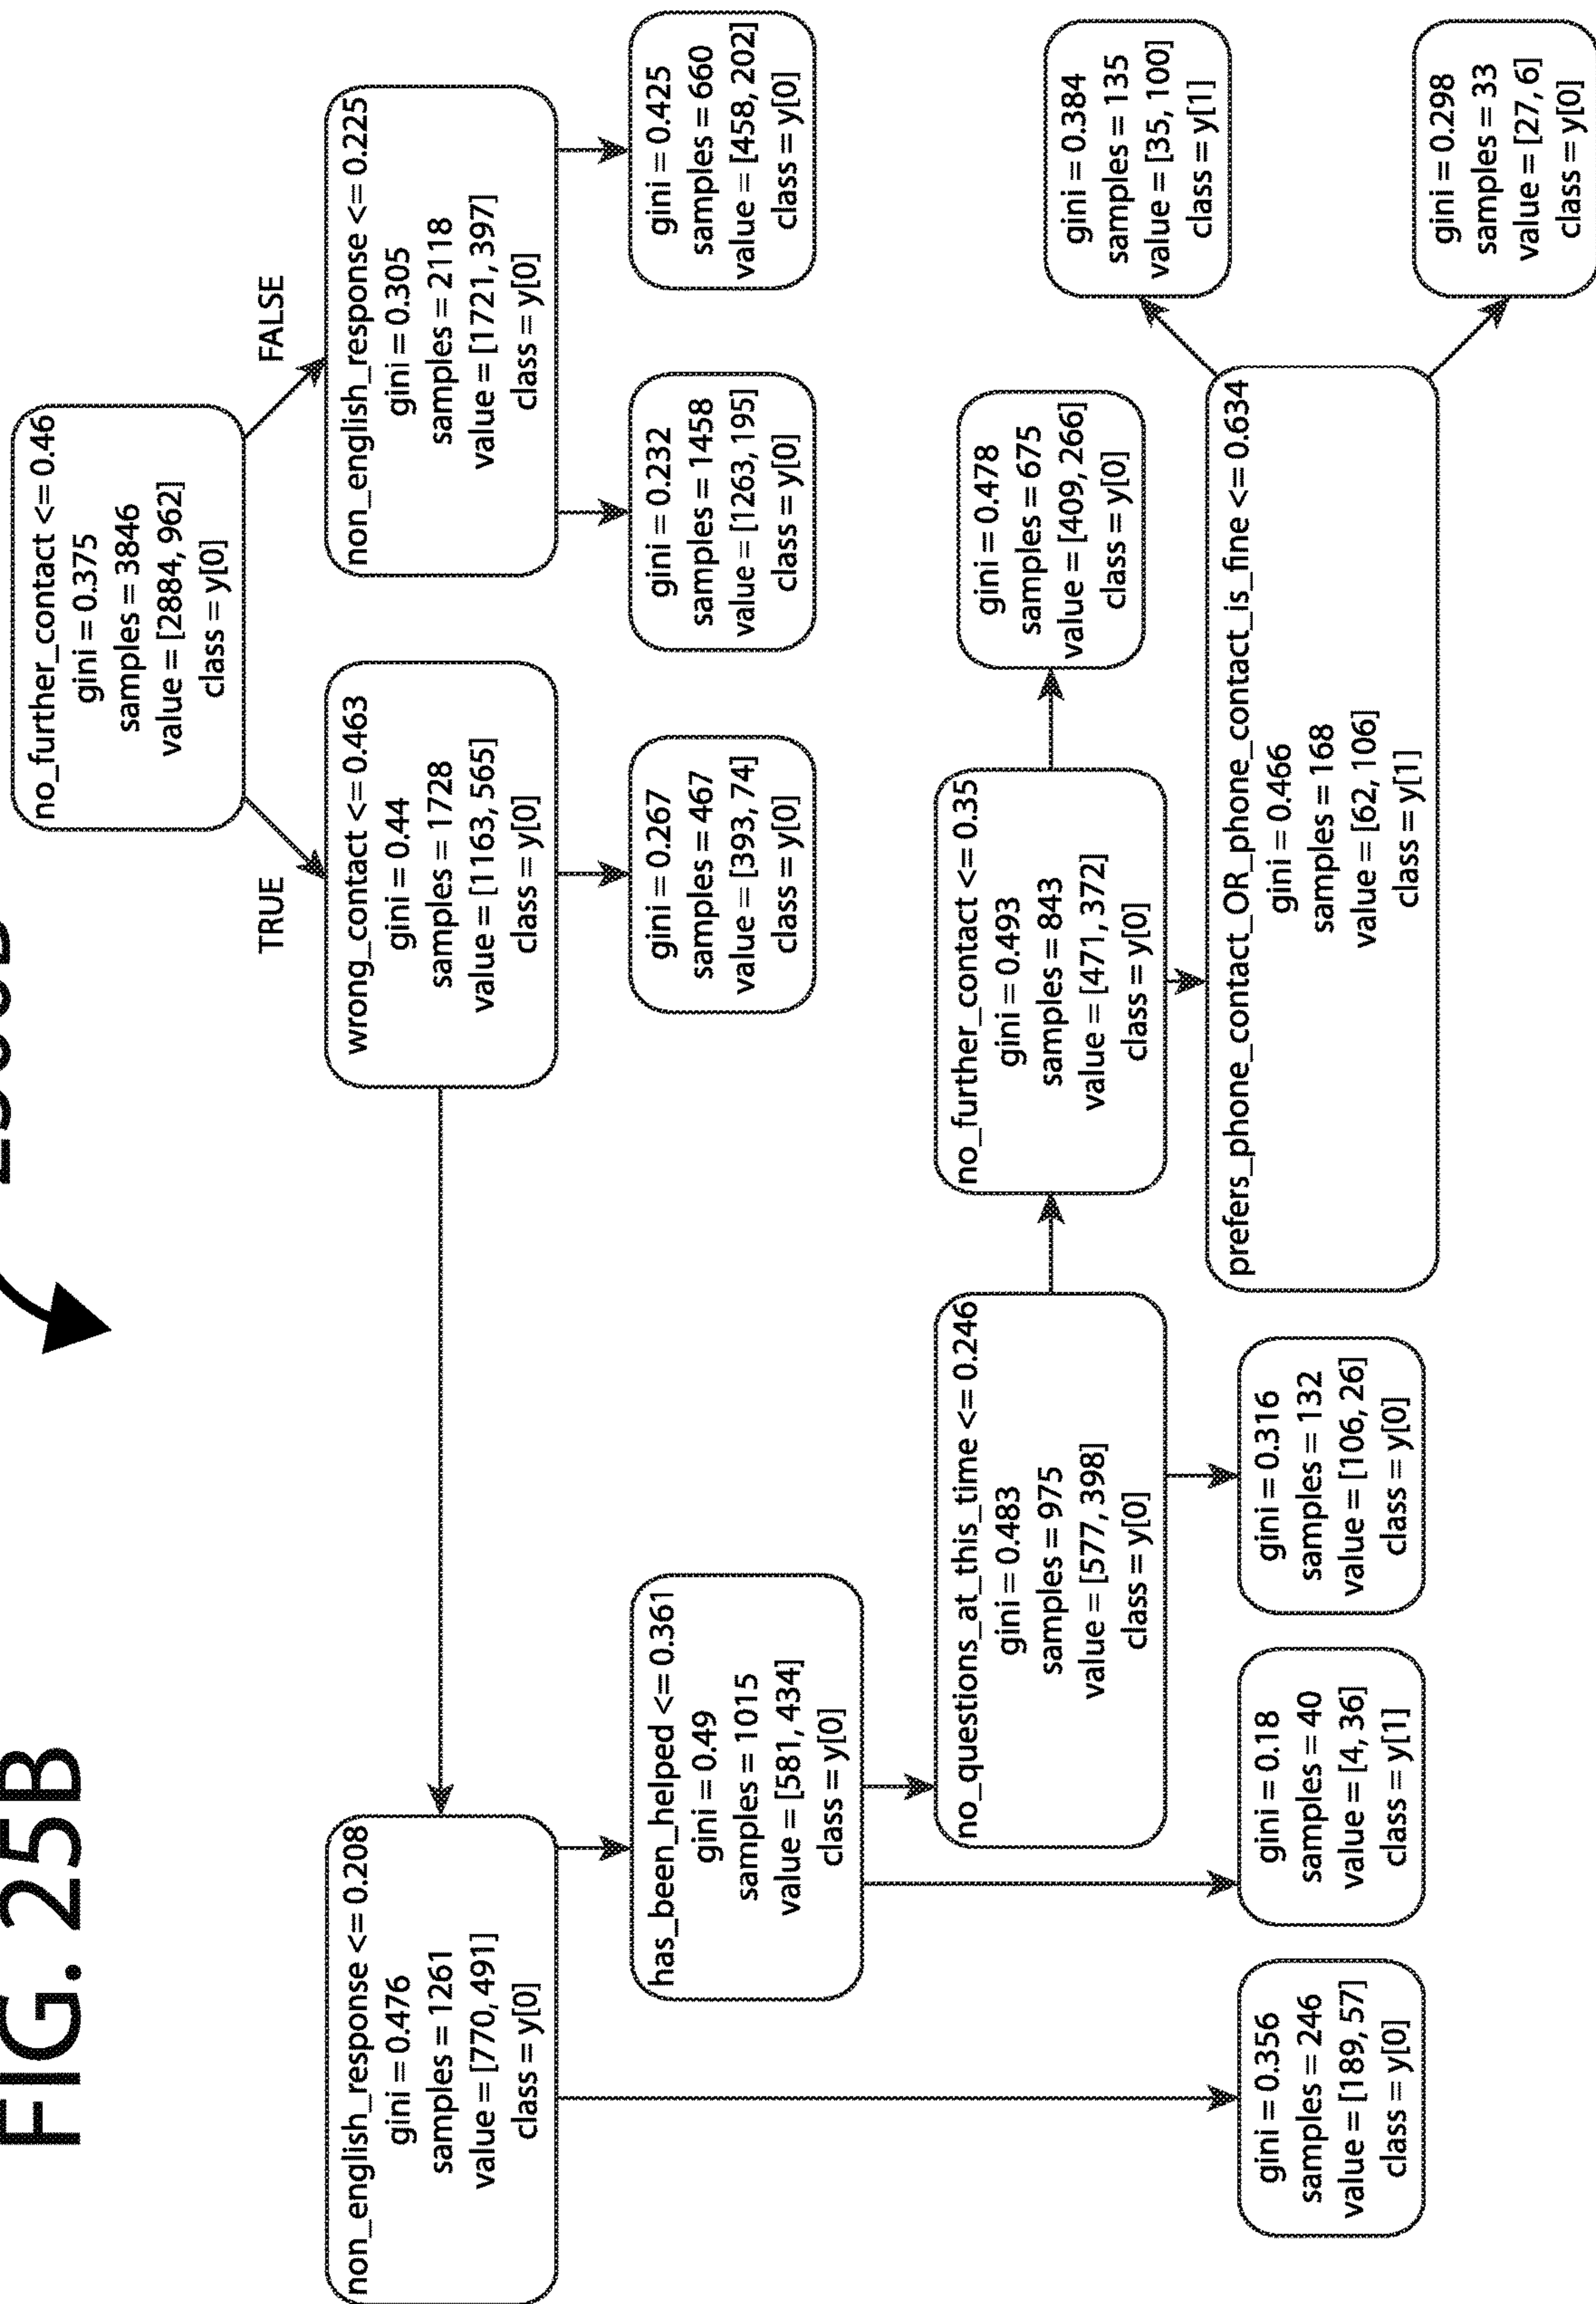 FIG. 25B
no_further_contact <= 0.46
gini = 0.375
samples = 3846
value = [2884, 962]
class = y[0]
TRUE
FALSE
non_english_response <= 0.208
gini = 0.476
samples = 1261
value = [770, 491]
class = y[0]
wrong_contact <= 0.463
gini = 0.44
samples = 1728
value = [1163, 565]
class = y[0]
non_english_response <= 0.225
gini = 0.305
samples = 2118
value = [1721, 397]
class = y[0]
has_been_helped <= 0.361
gini = 0.49
samples = 1015
value = [581, 434]
class = y[0]
gini = 0.267
samples = 467
value = [393, 74]
class = y[0]
gini = 0.232
samples = 1458
value = [1263, 195]
class = y[0]
gini = 0.425
samples = 660
value = [458, 202]
class = y[0]
no_questions_at_this_time <= 0.246
gini = 0.483
samples = 975
value = [577, 398]
class = y[0]
no_further_contact <= 0.35
gini = 0.493
samples = 843
value = [471, 372]
class = y[0]
gini = 0.478
samples = 675
value = [409, 266]
class = y[0]
gini = 0.384
samples = 135
value = [35, 100]
class = y[1]
gini = 0.356
samples = 246
value = [189, 57]
class = y[0]
gini = 0.18
samples = 40
value = [4, 36]
class = y[1]
gini = 0.316
samples = 132
value = [106, 26]
class = y[0]
prefers_phone_contact_OR_phone_contact_is_fine <= 0.634
gini = 0.466
samples = 168
value = [62, 106]
class = y[1]
gini = 0.298
samples = 33
value = [27, 6]
class = y[0]